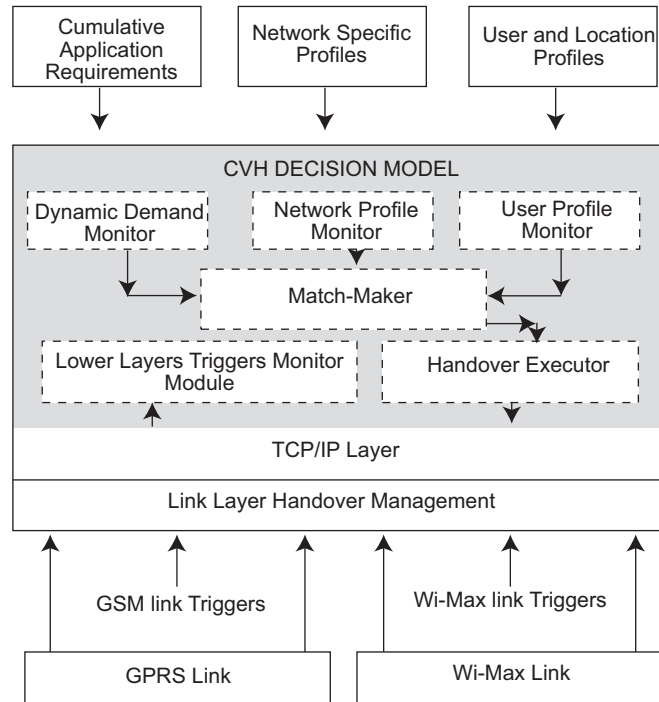 Cumulative
Application
Requirements
Network Specific
Profiles
User and Location
Profiles
CVH DECISION MODEL
Dynamic Demand
Monitor
Network Profile
Monitor
User Profile
Monitor
Match-Maker
Lower Layers Triggers Monitor
Module
Handover Executor
TCP/IP Layer
Link Layer Handover Management
GSM link Triggers
Wi-Max link Triggers
GPRS Link
Wi-Max Link